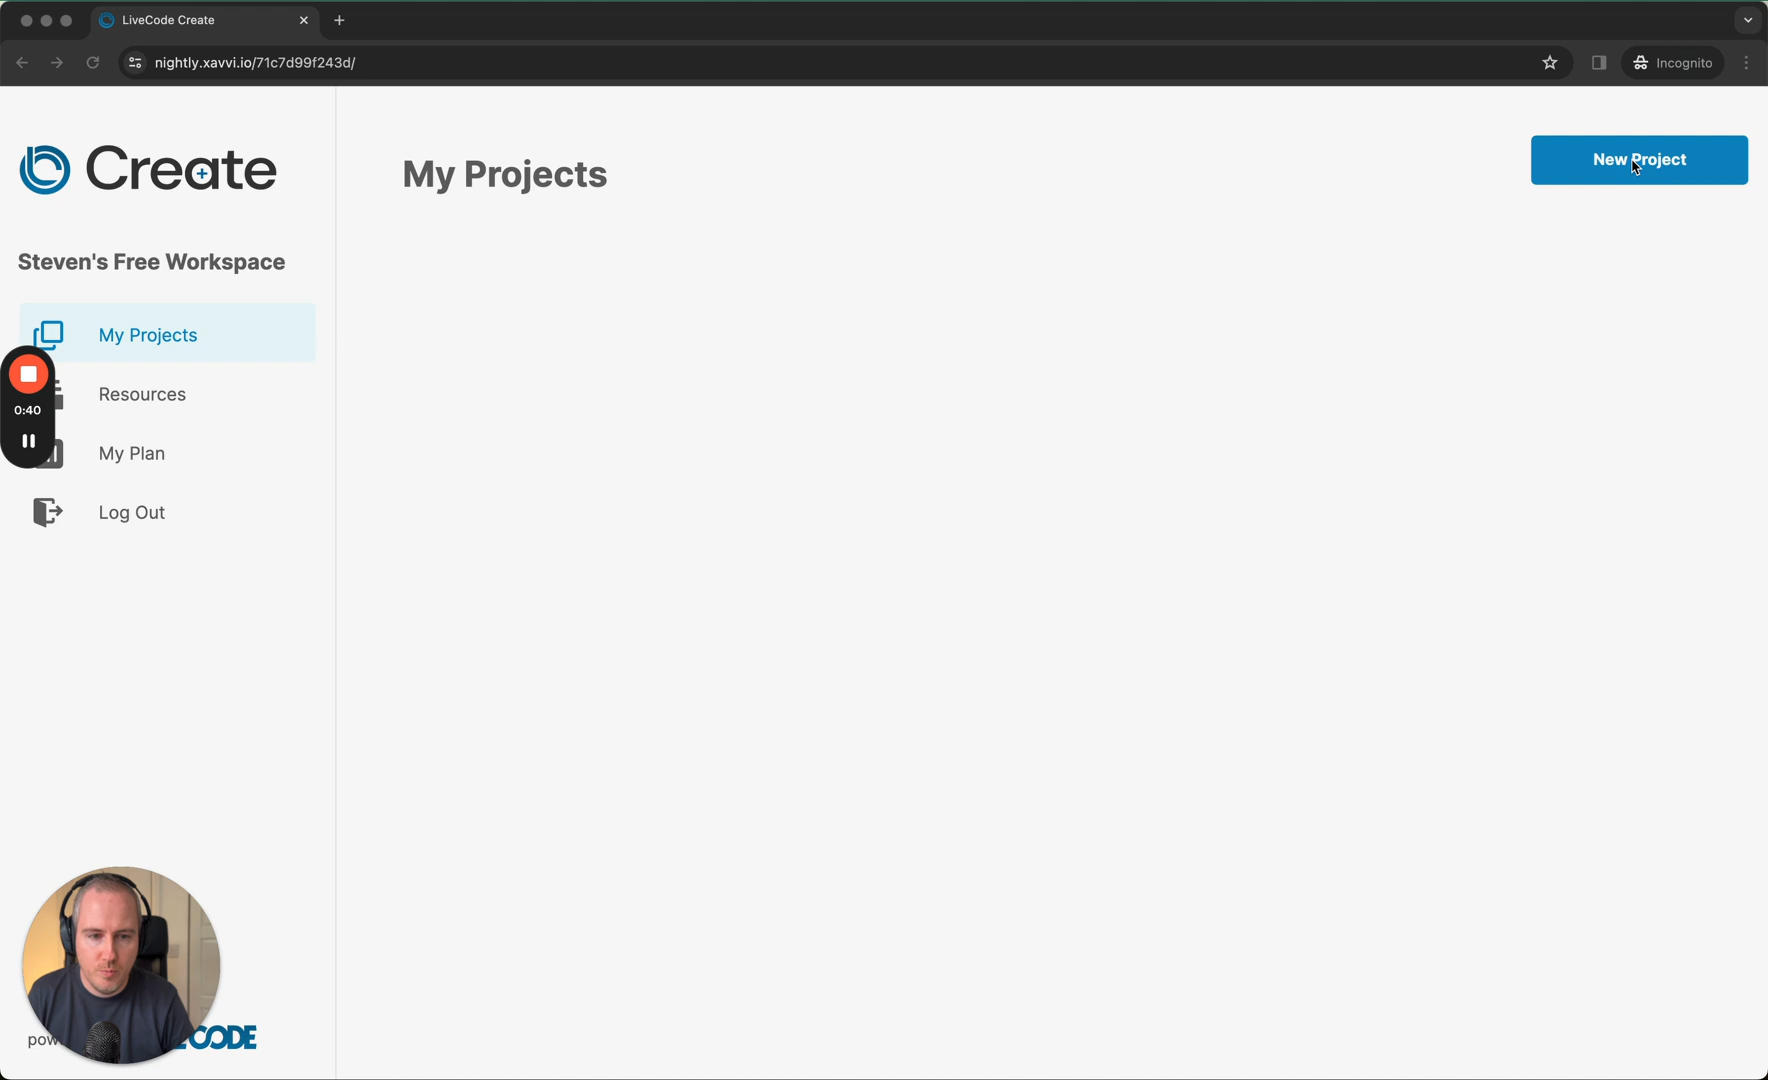 LiveCode Create
nightly.xavvi.io/71c7d99f243d/
Incognito
Create
My Projects
New Project
Steven's Free Workspace
My Projects
Resources
0:40
My Plan
Log Out
CODE